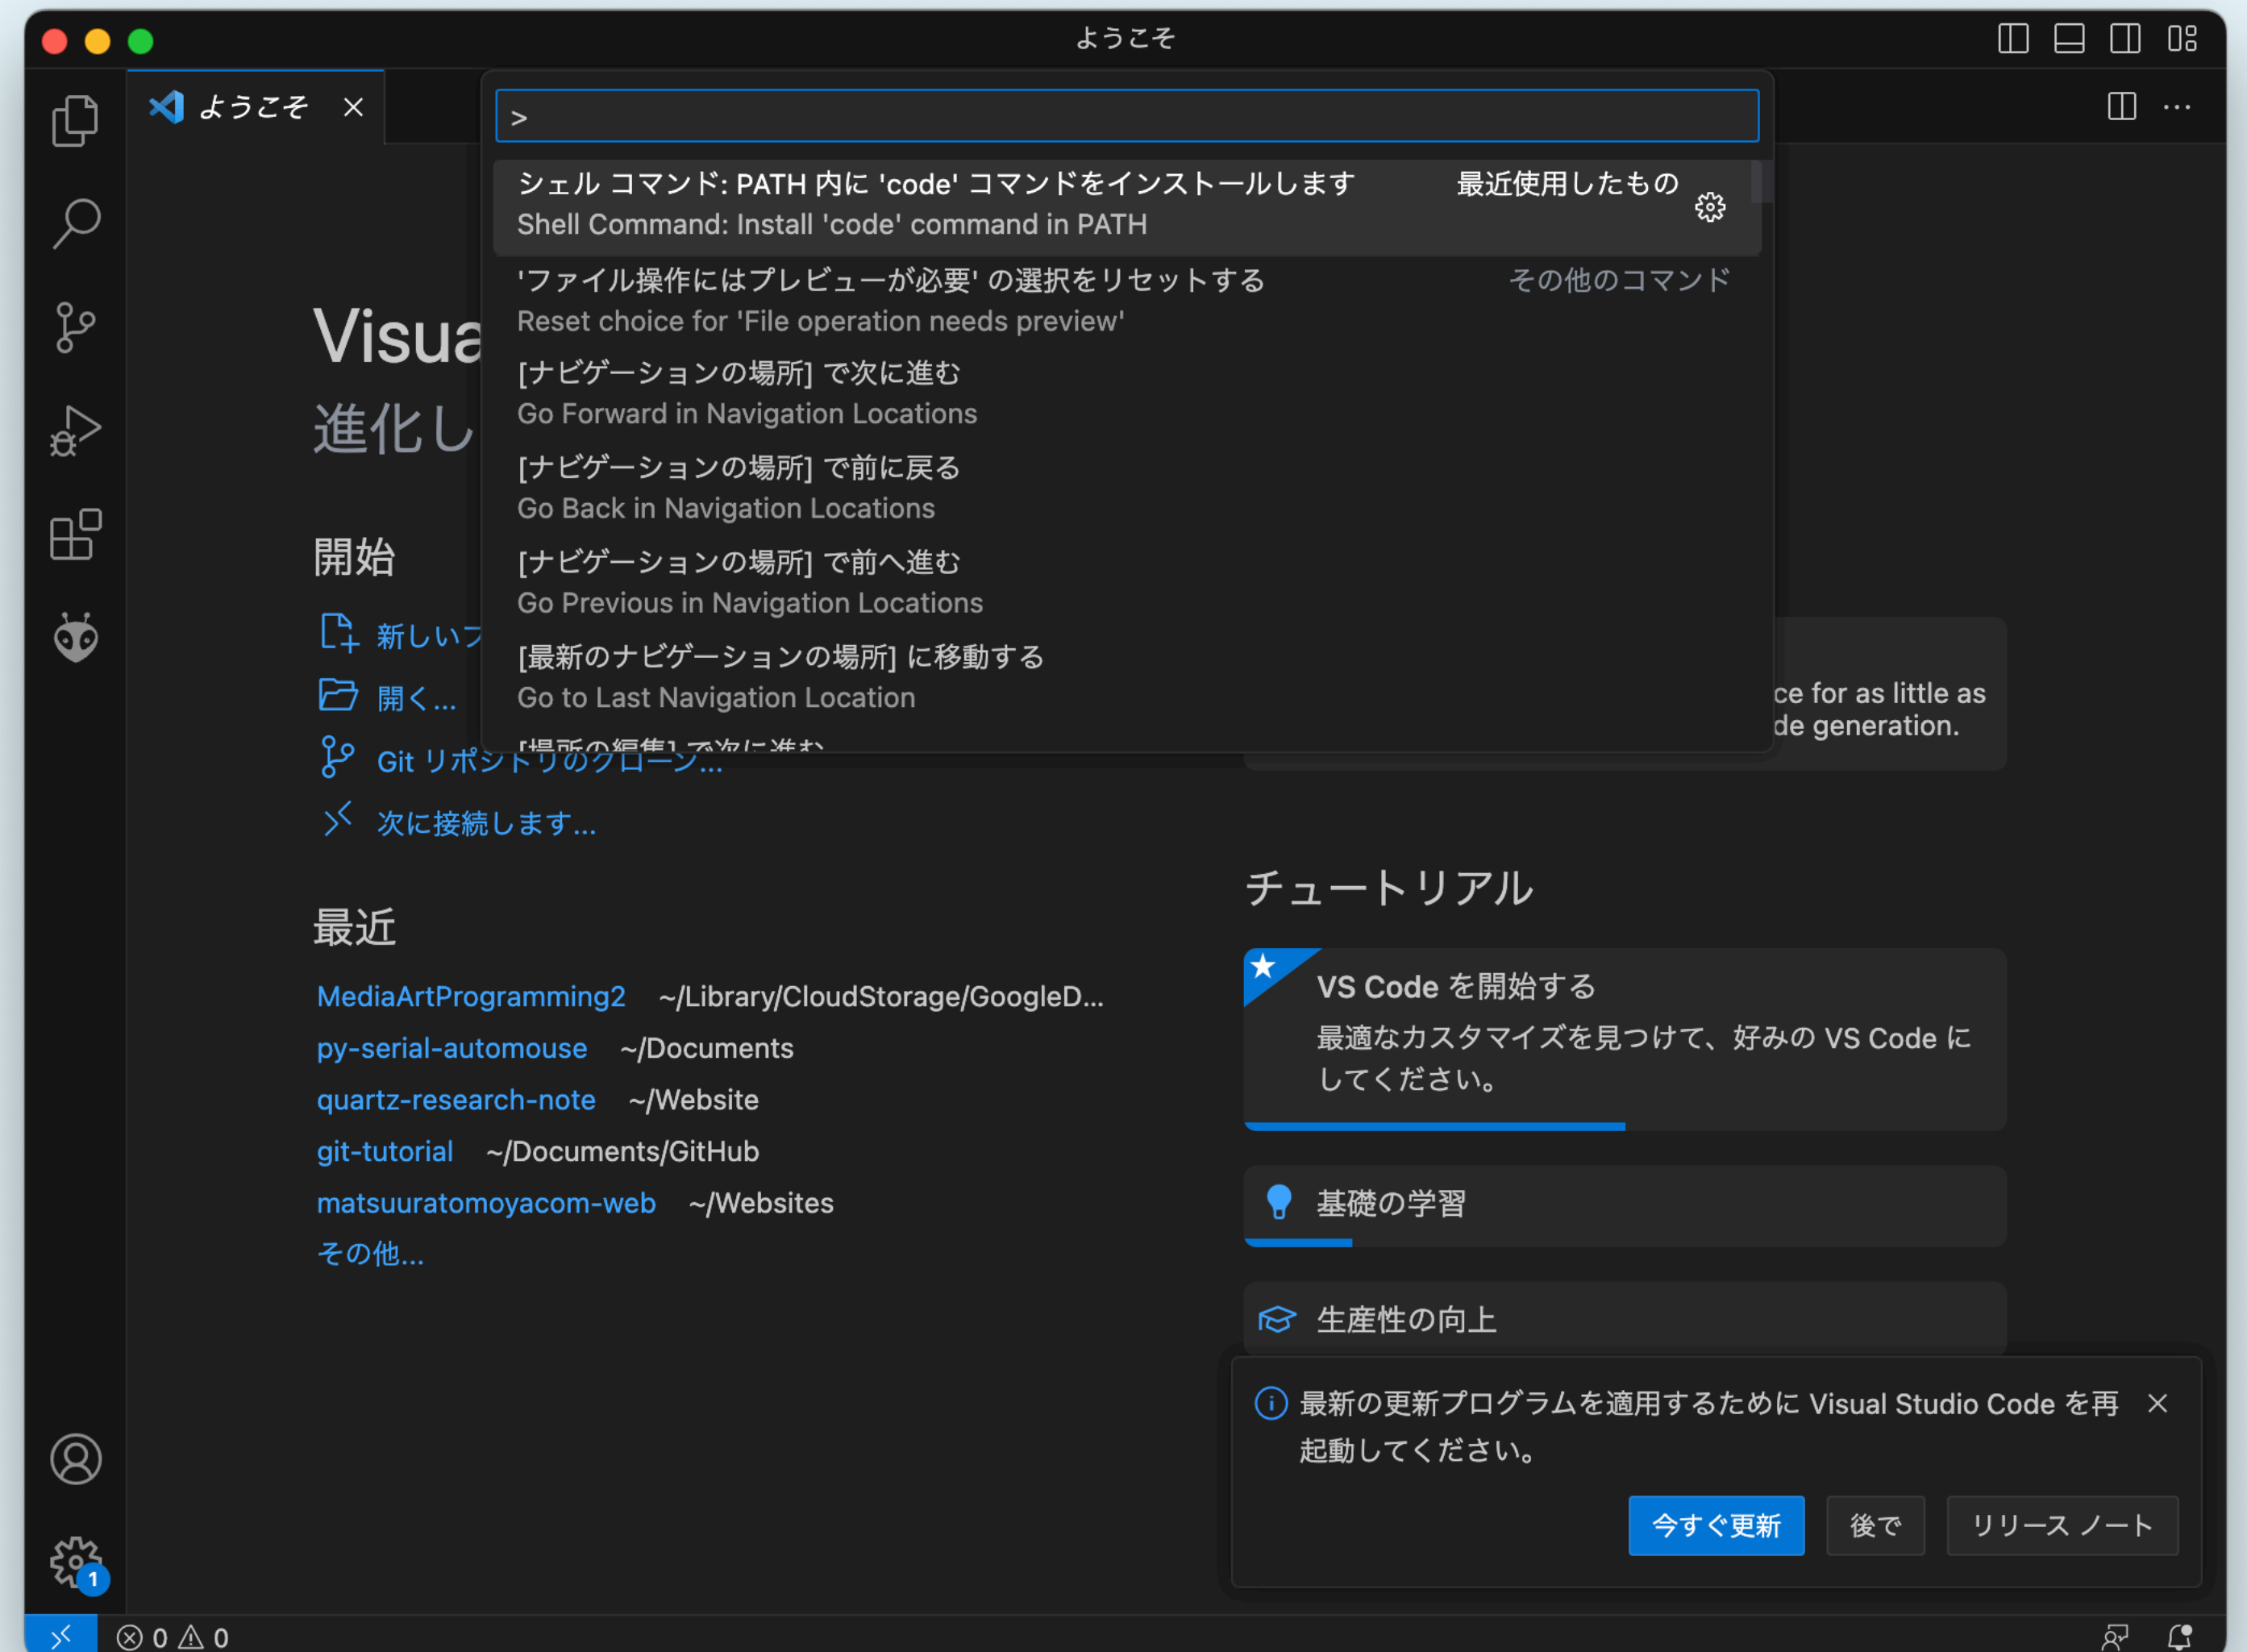 ようこそ
ようこそ
>
シェル コマンド: PATH 内に 'code' コマンドをインストールします 最近使用したもの
Shell Command: Install 'code' command in PATH
'ファイル操作にはプレビューが必要' の選択をリセットする その他のコマンド
Reset choice for 'File operation needs preview'
[ナビゲーションの場所] で次に進む
Go Forward in Navigation Locations
[ナビゲーションの場所] で前に戻る
Go Back in Navigation Locations
[ナビゲーションの場所] で前へ進む
Go Previous in Navigation Locations
[最新のナビゲーションの場所] に移動する
Go to Last Navigation Location
[場所の編集] で次に進む
Visua
進化し
開始
新しいフ
開く...
Git リポジトリのクローン...
次に接続します...
最近
MediaArtProgramming2 ~/Library/CloudStorage/GoogleD...
py-serial-automouse ~/Documents
quartz-research-note ~/Website
git-tutorial ~/Documents/GitHub
matsuuratomoyacom-web ~/Websites
その他...
ce for as little as
de generation.
チュートリアル
VS Code を開始する
最適なカスタマイズを見つけて、好みの VS Code に
してください。
基礎の学習
生産性の向上
最新の更新プログラムを適用するために Visual Studio Code を再
起動してください。
今すぐ更新 後で リリース ノート
1
0 0